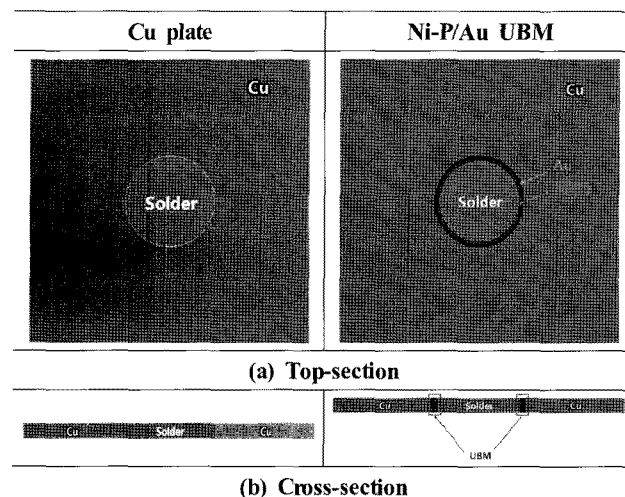 Cu plate Ni-P/Au UBM
Cu Cu
Au
Solder Solder
(a) Top-section
Cu Solder Cu Cu Solder Cu
UBM
(b) Cross-section